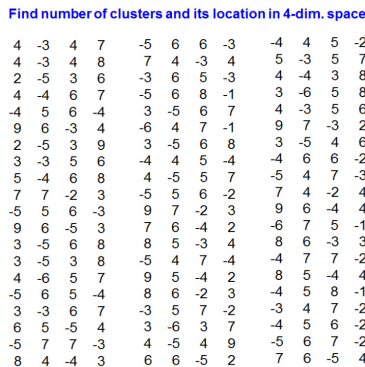 Find number of clusters and its location in 4-dim. space
4 -3 4 7 -5 6 6 -3 -4 4 5 -2
4 -3 4 8 7 4 -3 4 5 -3 5 7
2 -5 3 6 -3 6 5 -3 4 -4 3 8
4 -4 6 7 -5 6 8 -1 3 -6 5 8
-4 5 6 -4 3 -5 6 7 4 -3 5 6
9 6 -3 4 -6 4 7 -1 9 7 -3 2
2 -5 3 9 3 -5 6 8 3 -5 4 6
3 -3 5 6 -4 4 5 -4 -4 6 6 -2
5 -4 6 8 4 -5 5 7 -5 4 7 -3
7 7 -2 3 -5 5 6 -2 7 4 -2 4
-5 5 6 -3 9 7 -2 3 9 6 -4 4
9 6 -5 3 7 6 -4 2 -6 7 5 -1
3 -5 6 8 8 5 -3 4 8 6 -3 3
3 -5 3 8 -5 4 7 -4 -4 7 7 -2
4 -6 5 7 9 5 -4 2 8 5 -4 4
-5 6 5 -4 8 6 -2 3 -4 5 8 -1
3 -3 6 7 -3 5 7 -2 -3 4 7 -2
6 5 -5 4 3 -6 3 7 -4 5 6 -2
-5 7 7 -3 4 -5 4 9 -5 6 7 -2
8 4 -4 3 6 6 -5 2 7 6 -5 4